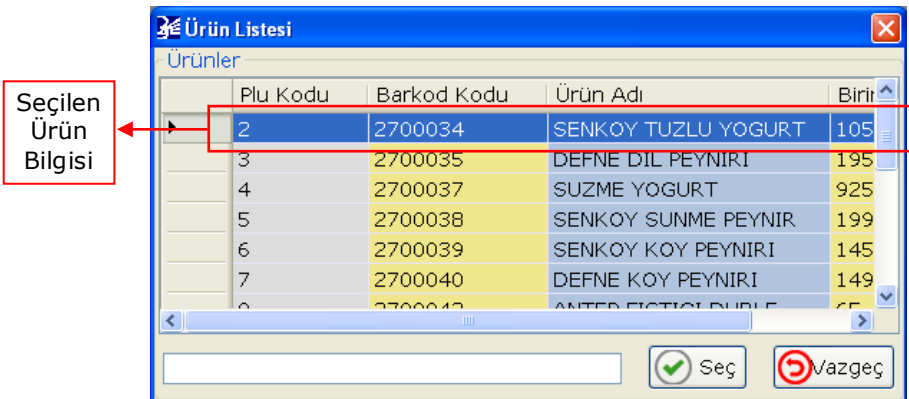 Ürün Listesi
Ürünler
Seçilen
Ürün
Bilgisi
Plu Kodu Barkod Kodu Ürün Adı Birir
2 2700034 SENKOY TUZLU YOGURT 105
3 2700035 DEFNE DIL PEYNIRI 195
4 2700037 SUZME YOGURT 925
5 2700038 SENKOY SUNME PEYNIR 199
6 2700039 SENKOY KOY PEYNIRI 145
7 2700040 DEFNE KOY PEYNIRI 149
Seç Vazgeç